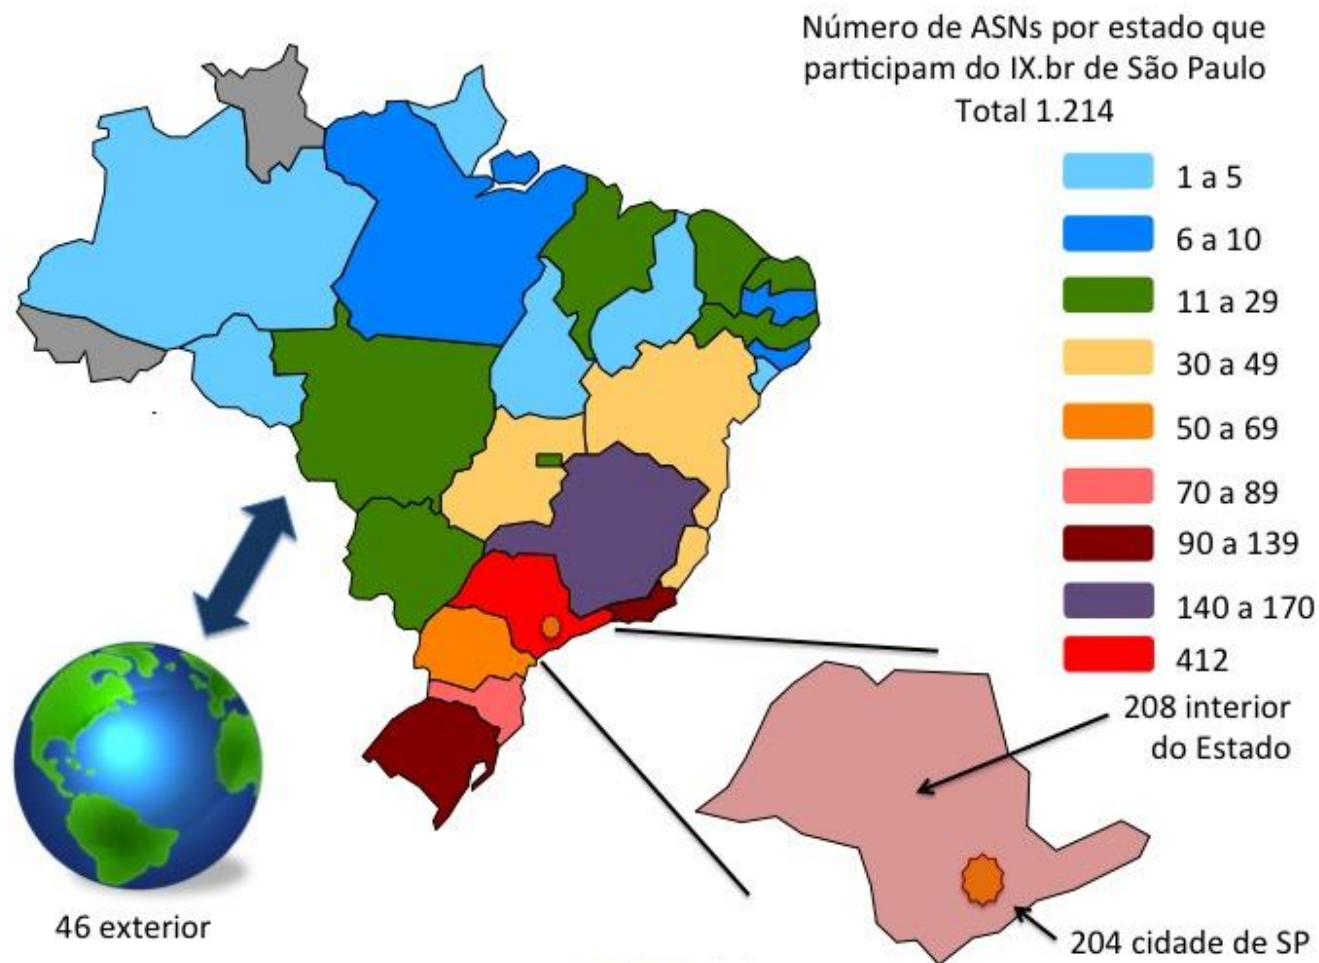 Número de ASNs por estado que
participam do IX.br de São Paulo
Total 1.214
1 a 5
6 a 10
11 a 29
30 a 49
50 a 69
70 a 89
90 a 139
140 a 170
412
208 interior
do Estado
204 cidade de SP
46 exterior